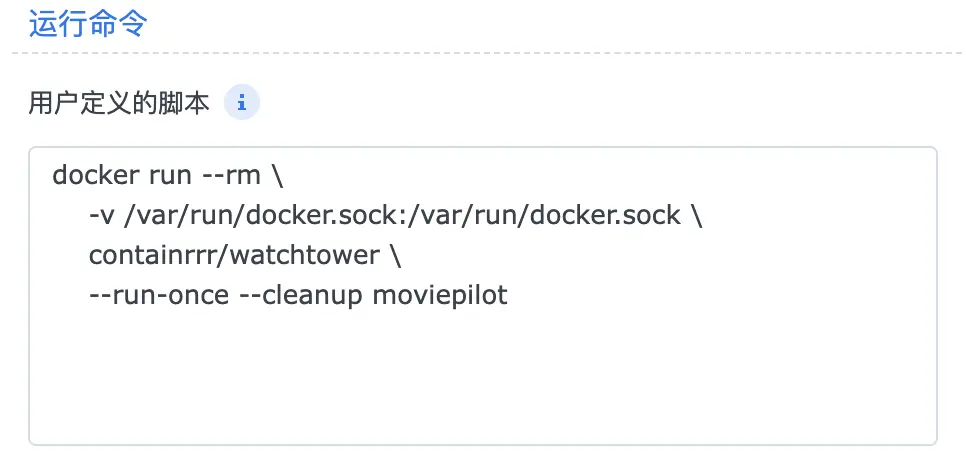 运行命令
用户定义的脚本 i
docker run --rm \
-v /var/run/docker.sock:/var/run/docker.sock \
containrrr/watchtower \
--run-once --cleanup moviepilot